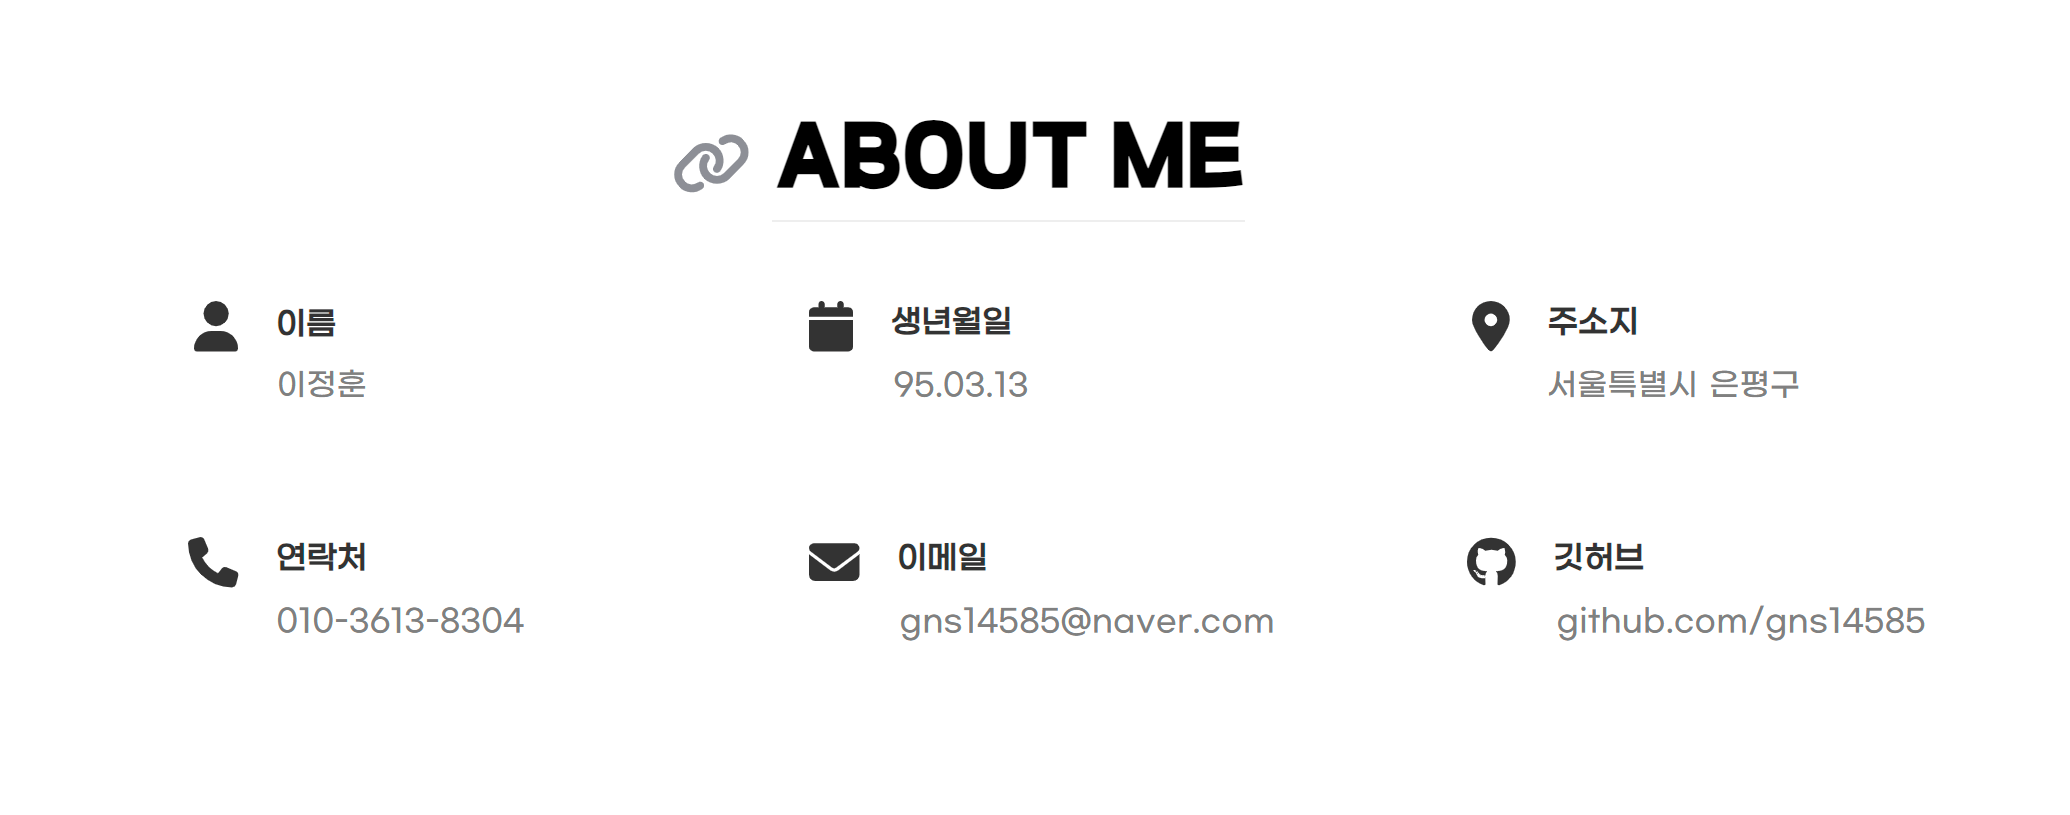 ABOUT ME
이름
이정훈
생년월일
95.03.13
주소지
서울특별시 은평구
연락처
010-3613-8304
이메일
gns14585@naver.com
깃허브
github.com/gns14585